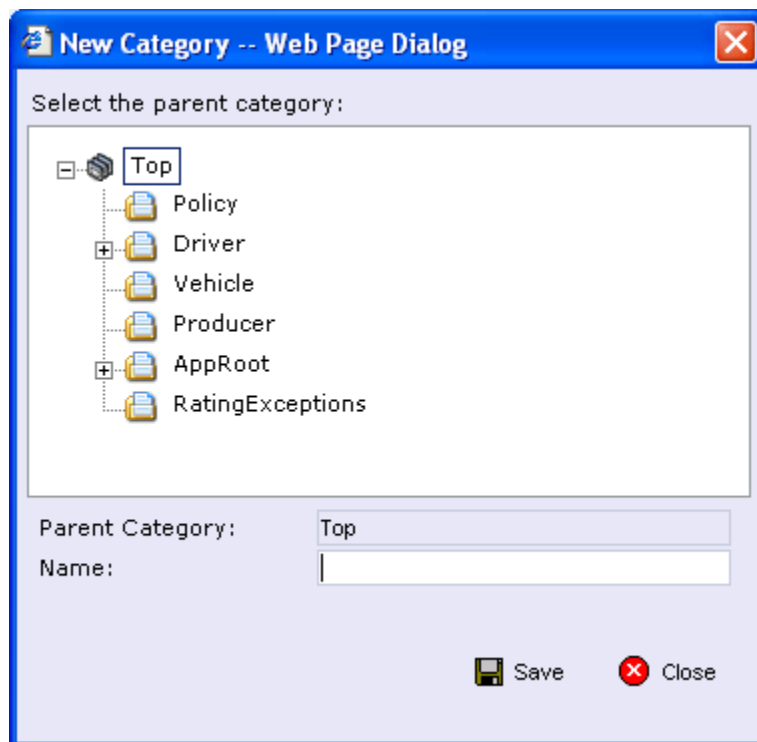 New Category -- Web Page Dialog
Select the parent category:
Top
Policy
Driver
Vehicle
Producer
AppRoot
RatingExceptions
Parent Category: Top
Name:
Save Close